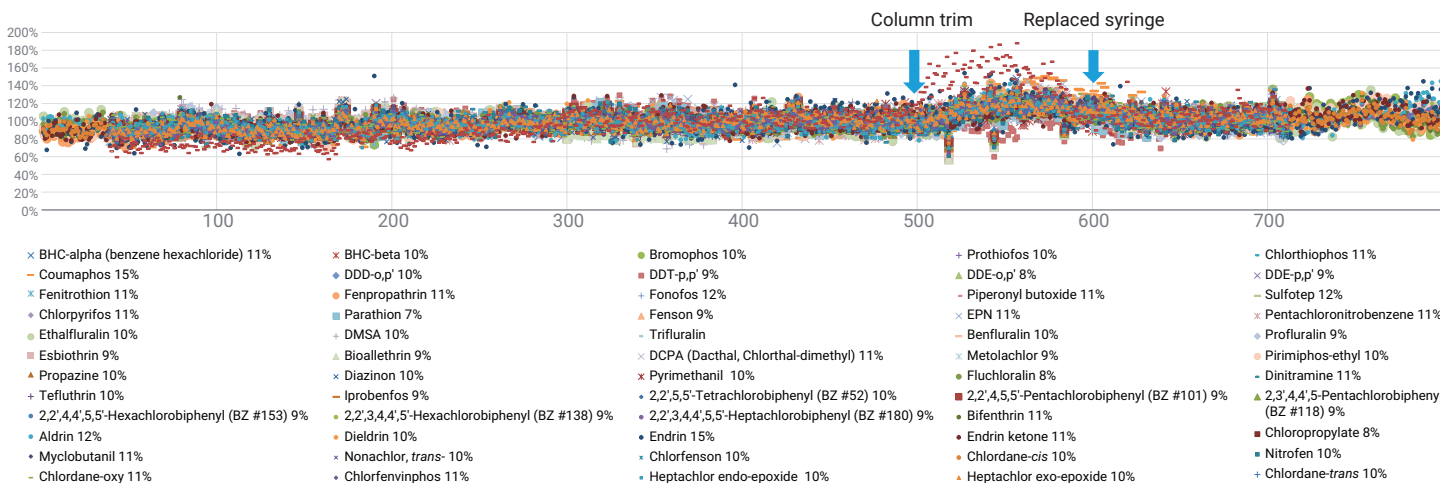 Column trim Replaced syringe
200%
180%
160%
140%
120%
100%
80%
60%
40%
20%
0%
100 200 300 400 500 600 700
BHC-alpha (benzene hexachloride) 11% BHC-beta 10% Bromophos 10% Prothiofos 10% Chlorthiophos 11%
Coumaphos 15% DDD-o,p' 10% DDT-p,p' 9% DDE-o,p' 8% DDE-p,p' 9%
Fenitrothion 11% Fenpropathrin 11% Fonofos 12% Piperonyl butoxide 11% Sulfotep 12%
Chlorpyrifos 11% Parathion 7% Fenson 9% EPN 11% Pentachloronitrobenzene 11%
Ethalfluralin 10% DMSA 10% Trifluralin Benfluralin 10% Profluralin 9%
Esbiothrin 9% Bioallethrin 9% DCPA (Dacthal, Chlorthal-dimethyl) 11% Metolachlor 9% Pirimiphos-ethyl 10%
Propazine 10% Diazinon 10% Pyrimethanil 10% Fluchloralin 8% Dinitramine 11%
Tefluthrin 10% Iprobenfos 9% 2,2',5,5'-Tetrachlorobiphenyl (BZ #52) 10% 2,2',4,5,5'-Pentachlorobiphenyl (BZ #101) 9% 2,3',4,4',5-Pentachlorobipheny
2,2',4,4',5,5'-Hexachlorobiphenyl (BZ #153) 9% 2,2',3,4,4',5'-Hexachlorobiphenyl (BZ #138) 9% 2,2',3,4,4',5,5'-Heptachlorobiphenyl (BZ #180) 9% Bifenthrin 11% (BZ #118) 9%
Aldrin 12% Dieldrin 10% Endrin 15% Endrin ketone 11% Chloropropylate 8%
Myclobutanil 11% Nonachlor, trans- 10% Chlorfenson 10% Chlordane-cis 10% Nitrofen 10%
Chlordane-oxy 11% Chlorfenvinphos 11% Heptachlor endo-epoxide 10% Heptachlor exo-epoxide 10% Chlordane-trans 10%